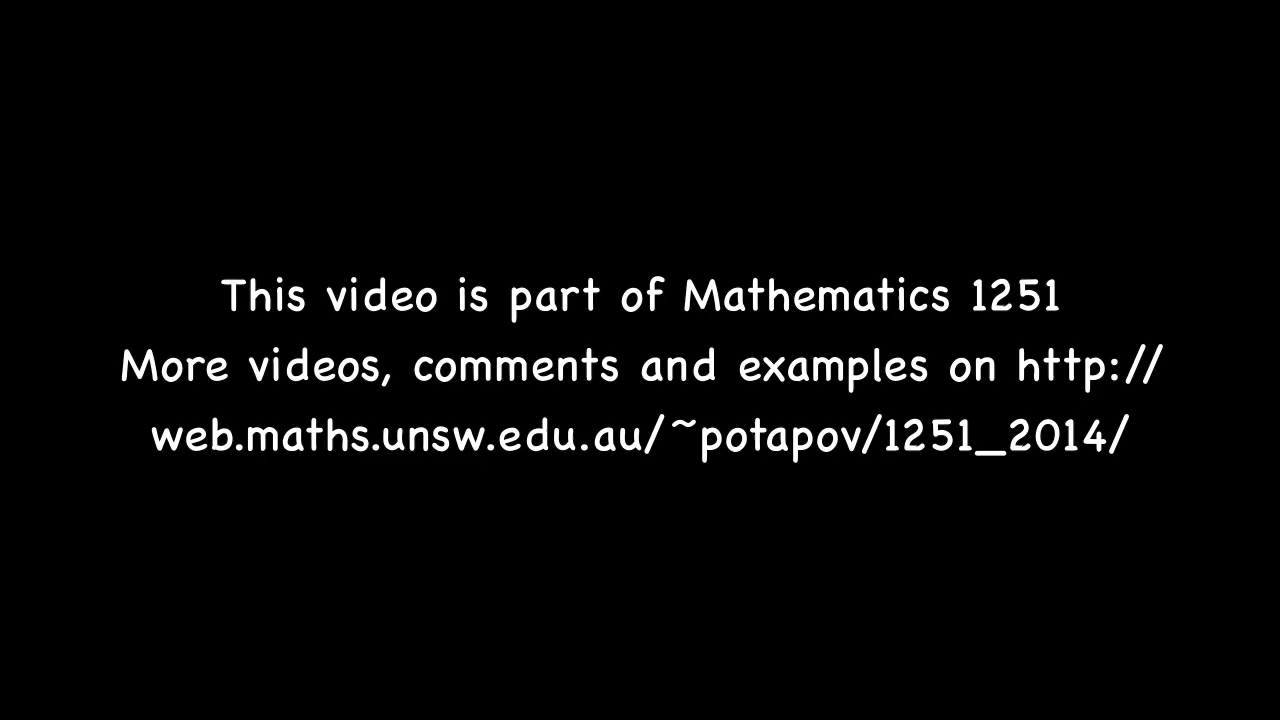 This video is part of Mathematics 1251
More videos, comments and examples on http://
web.maths.unsw.edu.au/~potapov/1251_2014/